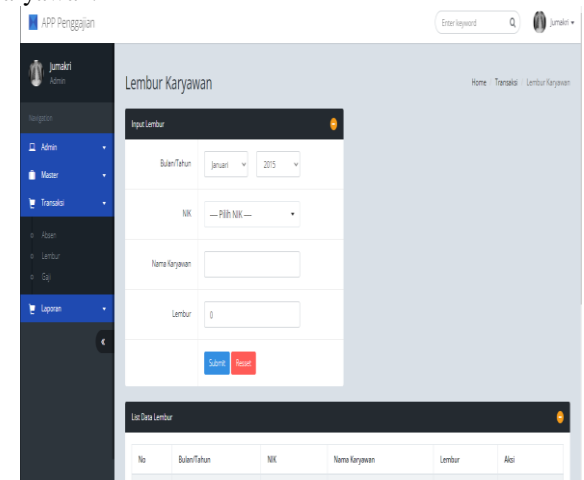 APP Penggajian
Enter keyword
Jumakri
Jumakri
Admin
Lembur Karyawan
Home / Transaksi / Lembur Karyawan
Navigation
Input Lembur
Admin
Bulan/Tahun
Januari
2015
Master
Transaksi
NIK
--- Pilih NIK ---
Absen
Lembur
Nama Karyawan
Gaji
Laporan
Lembur
0
Submit
Resset
List Data Lembur
No
Bulan/Tahun
NIK
Nama Karyawan
Lembur
Aksi